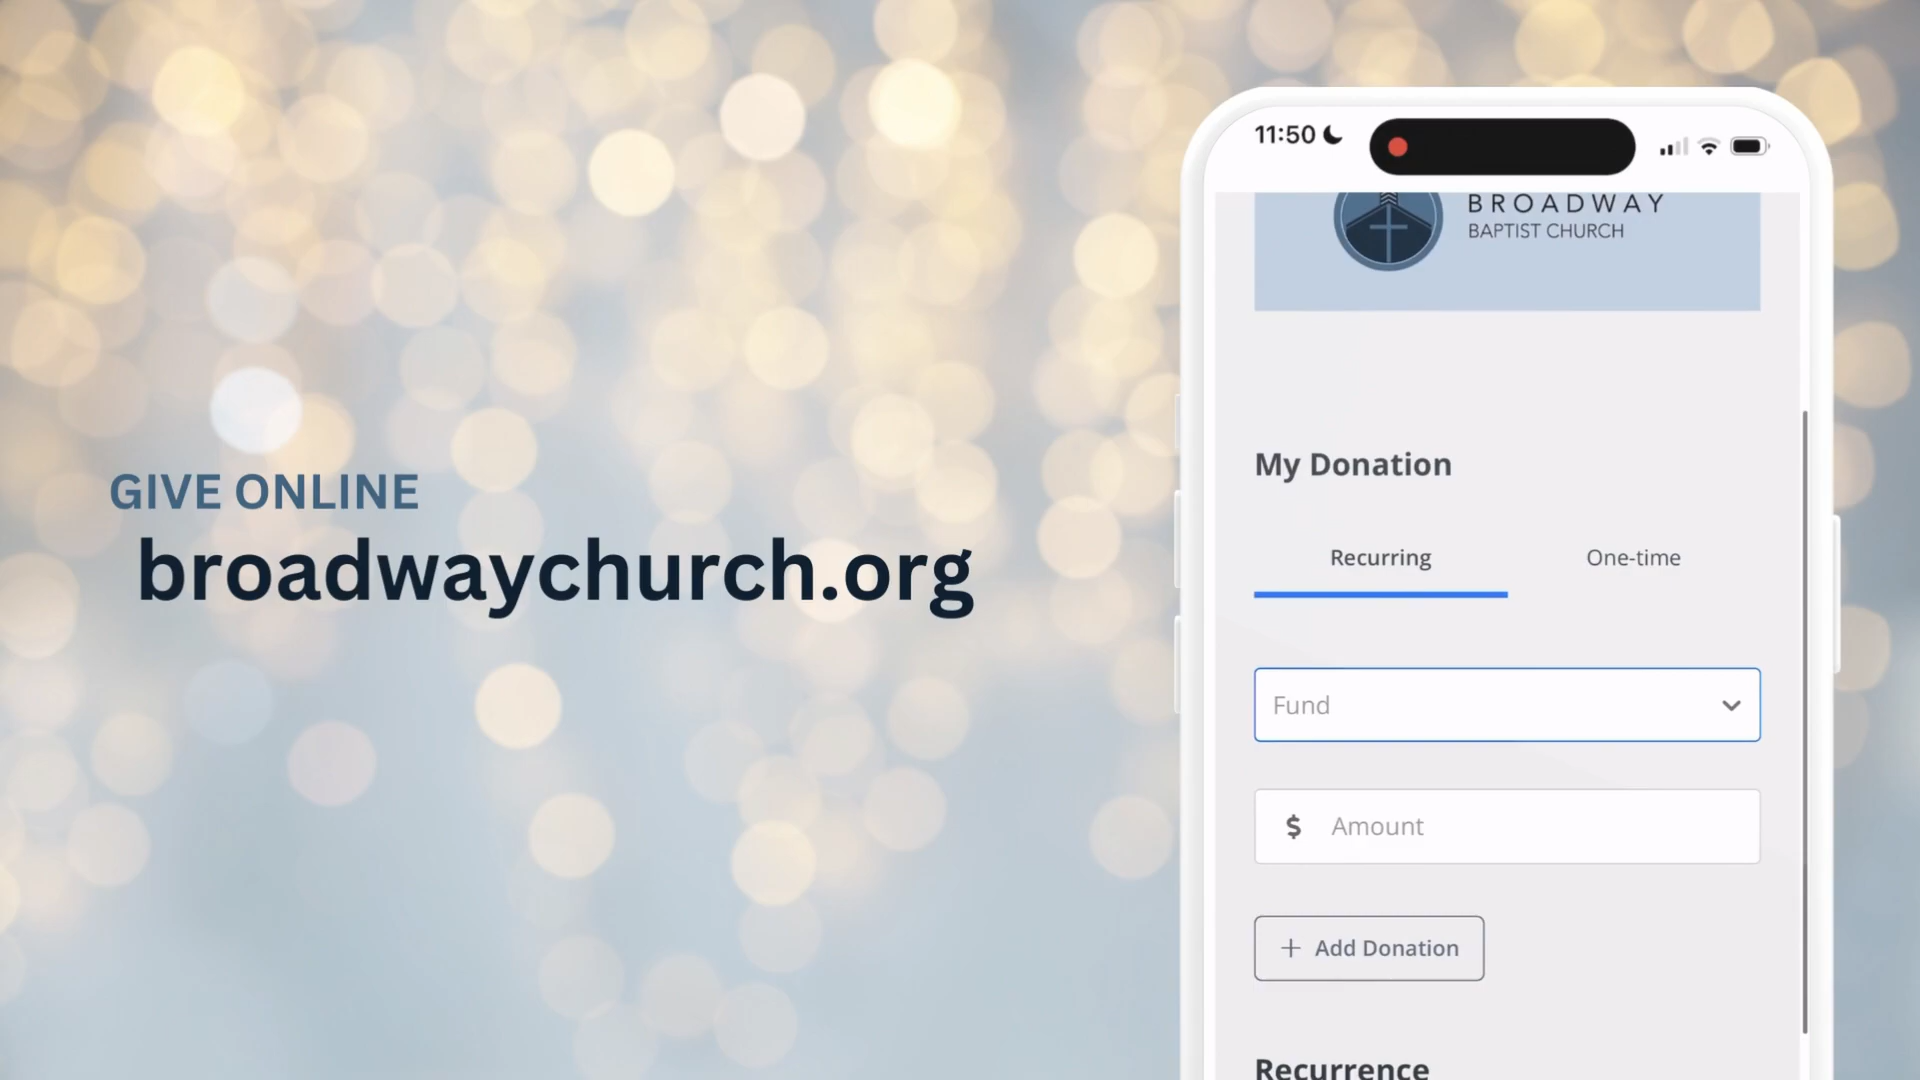 GIVE ONLINE
broadwaychurch.org
11:50
BROADWAY
BAPTIST CHURCH
My Donation
Recurring
One-time
Fund
$ Amount
+ Add Donation
Recurrence